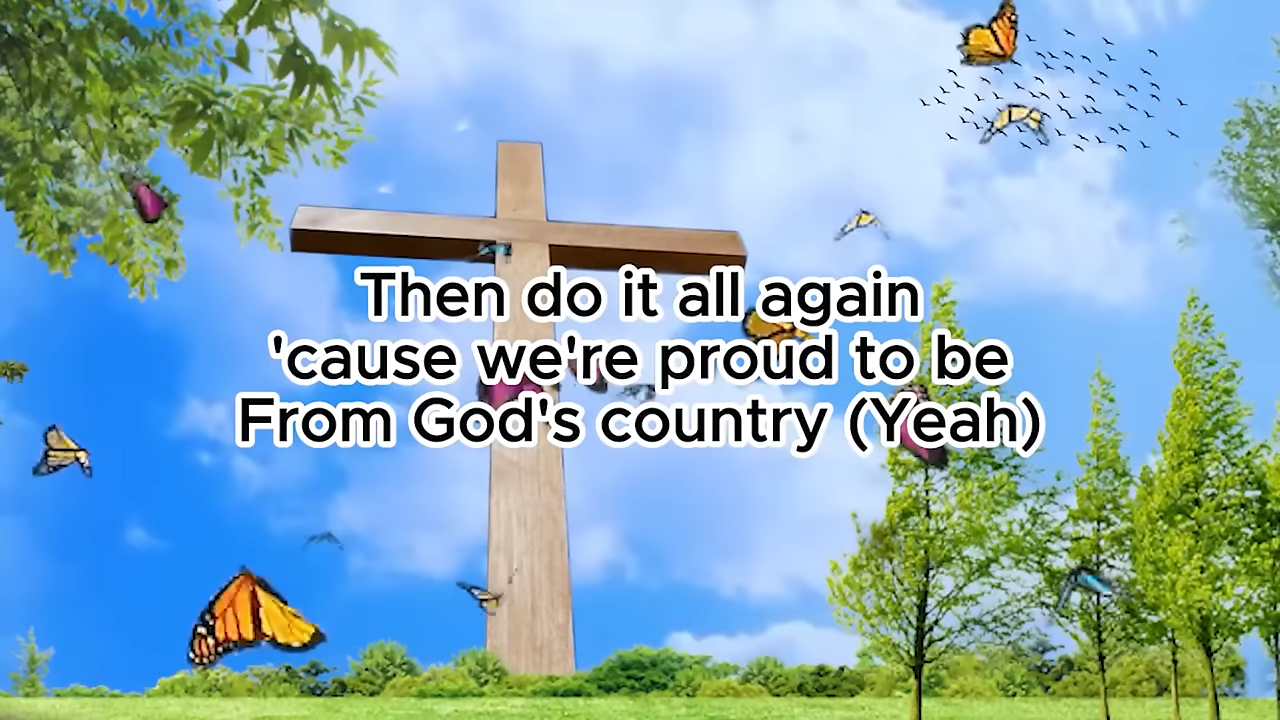 Then do it all again
'cause we're proud to be
From God's country (Yeah)